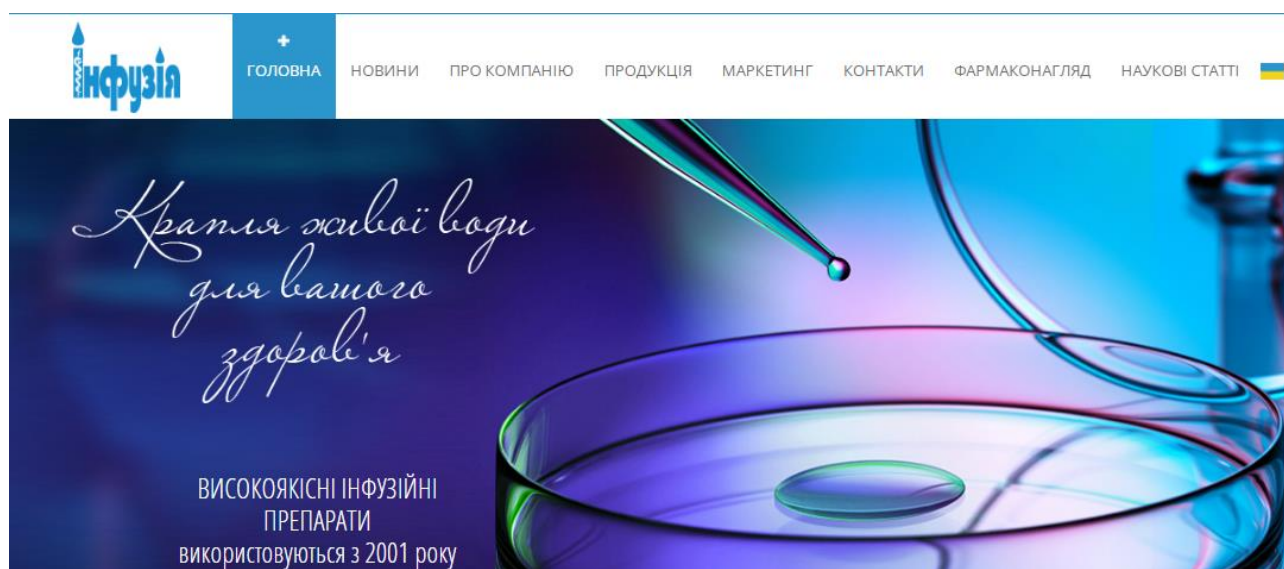 Інфузія
ГОЛОВНА
НОВИНИ
ПРО КОМПАНІЮ
ПРОДУКЦІЯ
МАРКЕТИНГ
КОНТАКТИ
ФАРМАКОНАГЛЯД
НАУКОВІ СТАТТІ
Крапля живої води
для вашого
здоров'я
ВИСОКОЯКІСНІ ІНФУЗІЙНІ
ПРЕПАРАТИ
використовуються з 2001 року